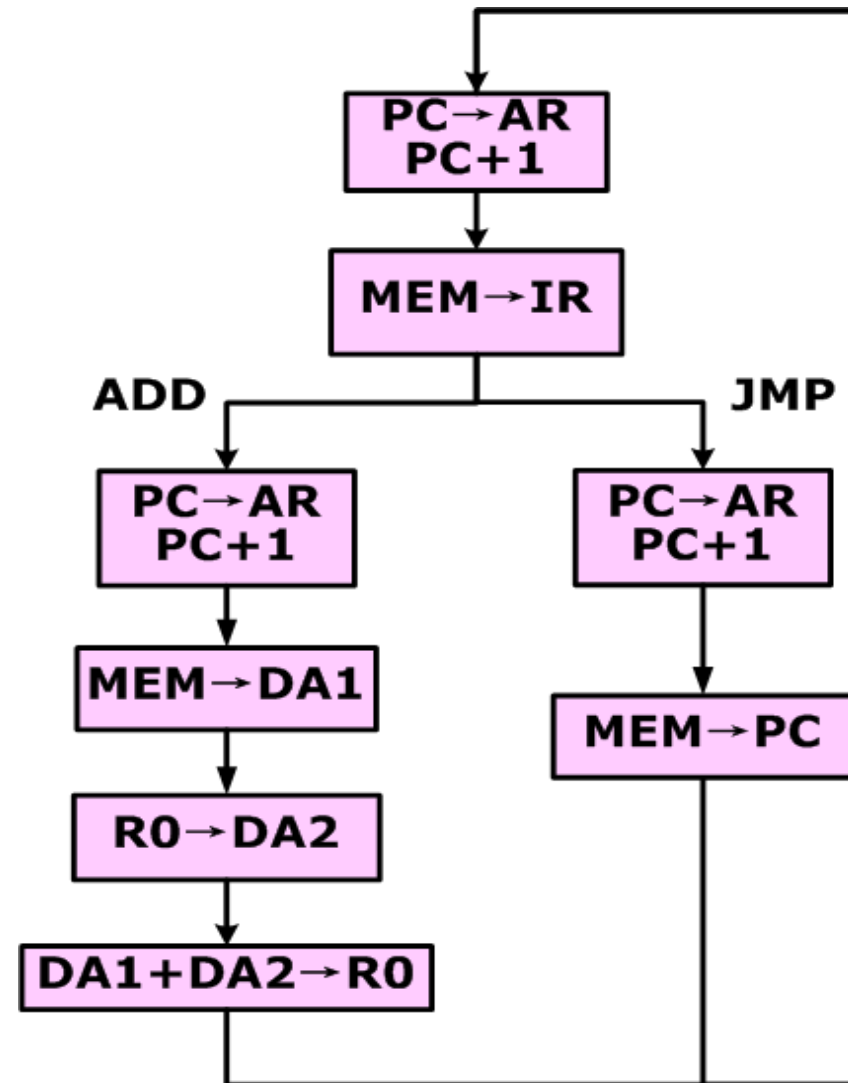 PC→AR
PC+1
MEM→IR
ADD
JMP
PC→AR
PC+1
MEM→DA1
R0→DA2
DA1+DA2→R0
PC→AR
PC+1
MEM→PC